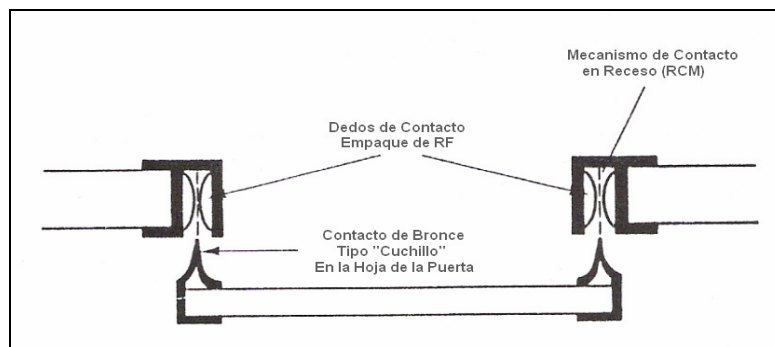 Mecanismo de Contacto
en Receso (RCM)
Dedos de Contacto
Empaque de RF
Contacto de Bronce
Tipo "Cuchillo"
En la Hoja de la Puerta